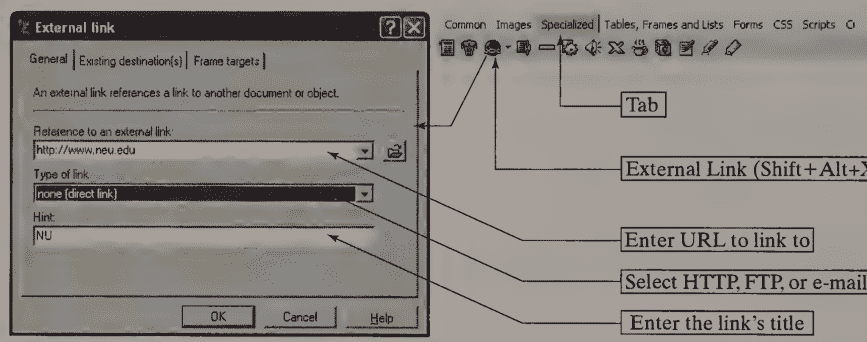 External link
General Existing destination(s) Frame targets
An external link references a link to another document or object.
Reference to an external link:
http://www.neu.edu
Type of link
none (direct link)
Hint:
NU
OK Cancel Help
Common Images Specialized Tables, Frames and Lists Forms CSS Scripts
Tab
External Link (Shift+Alt+X
Enter URL to link to
Select HTTP, FTP, or e-mail
Enter the link's title